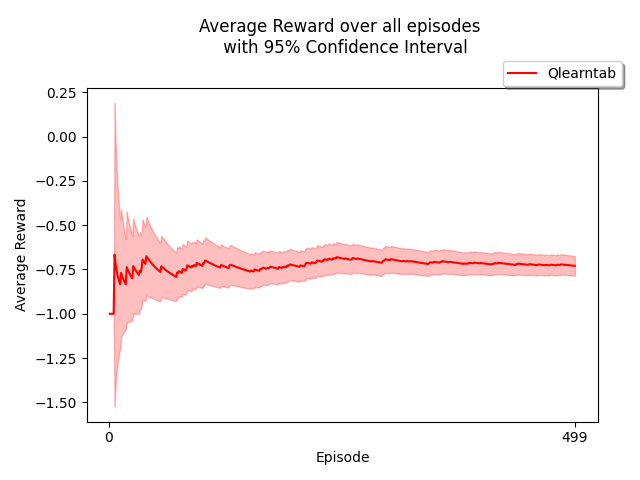 Average Reward over all episodes
with 95% Confidence Interval
Qlearntab
0.25
0.00
−0.25
−0.50
−0.75
−1.00
−1.25
−1.50
Average Reward
0
499
Episode